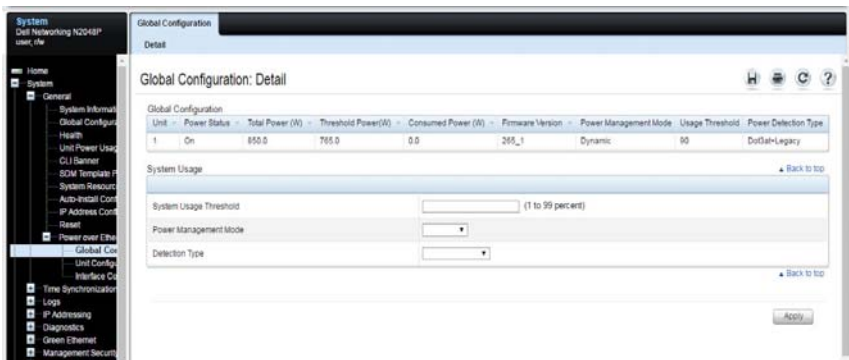 System
Dell Networking N2048P
user, r/w
Home
System
General
System Informati
Global Configura
Health
Unit Power Usag
CLI Banner
SDM Template P
System Resourc
Auto-Install Conf
IP Address Conf
Reset
Power over Ethe
Global Con
Unit Configu
Interface Co
Time Synchronization
Logs
IP Addressing
Diagnostics
Green Ethernet
Management Securit
Global Configuration
Detail
Global Configuration: Detail
Global Configuration
Unit Power Status Total Power (W) Threshold Power(W) Consumed Power (W) Firmware Version Power Management Mode Usage Threshold Power Detection Type
1 On 850.0 765.0 0.0 265_1 Dynamic 90 Dot3at+Legacy
System Usage
Back to top
System Usage Threshold (1 to 99 percent)
Power Management Mode
Detection Type
Back to top
Apply